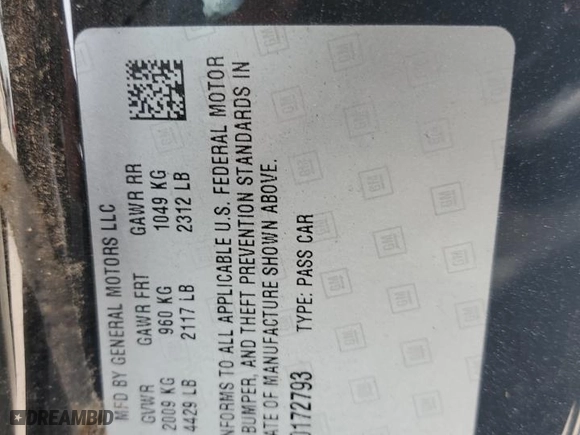 MFD BY GENERAL MOTORS LLC
GVWR GAWR FRT GAWR RR
2009 KG 960 KG 1049 KG
4429 LB 2117 LB 2312 LB
NFORMS TO ALL APPLICABLE U.S. FEDERAL MOTOR
BUMPER, AND THEFT PREVENTION STANDARDS IN
ATE OF MANUFACTURE SHOWN ABOVE.
0172793 TYPE: PASS CAR
GM
DREAMBID